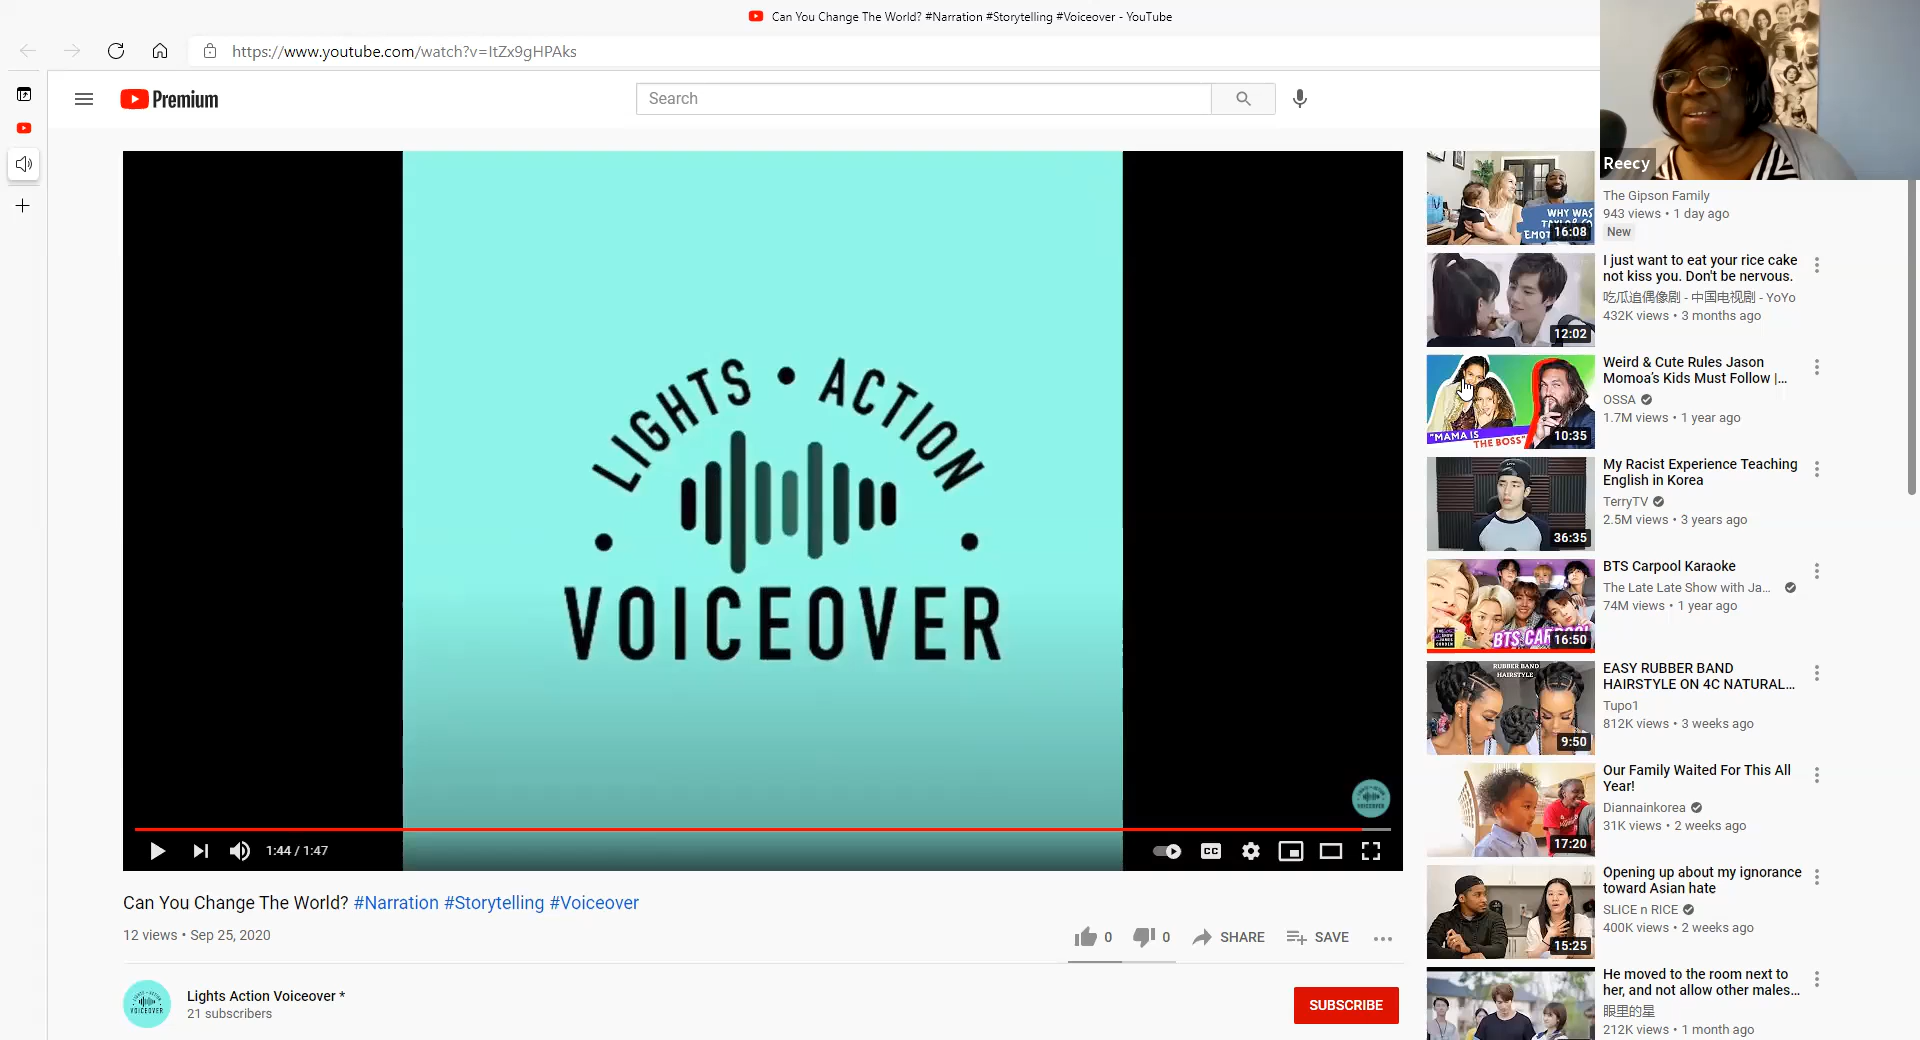 Can You Change The World? #Narration #Storytelling #Voiceover - YouTube
https://www.youtube.com/watch?v=ItZx9gHPAks
Premium
Search
Reecy
LIGHTS • ACTION
VOICEOVER
1:44 / 1:47
CC
Can You Change The World? #Narration #Storytelling #Voiceover
12 views • Sep 25, 2020
0
0
SHARE
SAVE
LIGHTS • ACTION
VOICEOVER
Lights Action Voiceover *
21 subscribers
SUBSCRIBE
WHY WAS
16:08
The Gipson Family
943 views • 1 day ago
New
12:02
I just want to eat your rice cake
not kiss you. Don't be nervous.
吃瓜追偶像剧 - 中国电视剧 - YoYo
432K views • 3 months ago
"MAMA IS
THE BOSS"
10:35
Weird & Cute Rules Jason
Momoa's Kids Must Follow |...
OSSA
1.7M views • 1 year ago
36:35
My Racist Experience Teaching
English in Korea
TerryTV
2.5M views • 3 years ago
BTS CARPOOL
16:50
BTS Carpool Karaoke
The Late Late Show with Ja...
74M views • 1 year ago
RUBBER BAND
HAIRSTYLE
9:50
EASY RUBBER BAND
HAIRSTYLE ON 4C NATURAL...
Tupo1
812K views • 3 weeks ago
17:20
Our Family Waited For This All
Year!
Diannainkorea
31K views • 2 weeks ago
15:25
Opening up about my ignorance
toward Asian hate
SLICE n RICE
400K views • 2 weeks ago
He moved to the room next to
her, and not allow other males...
眼里的星
212K views • 1 month ago